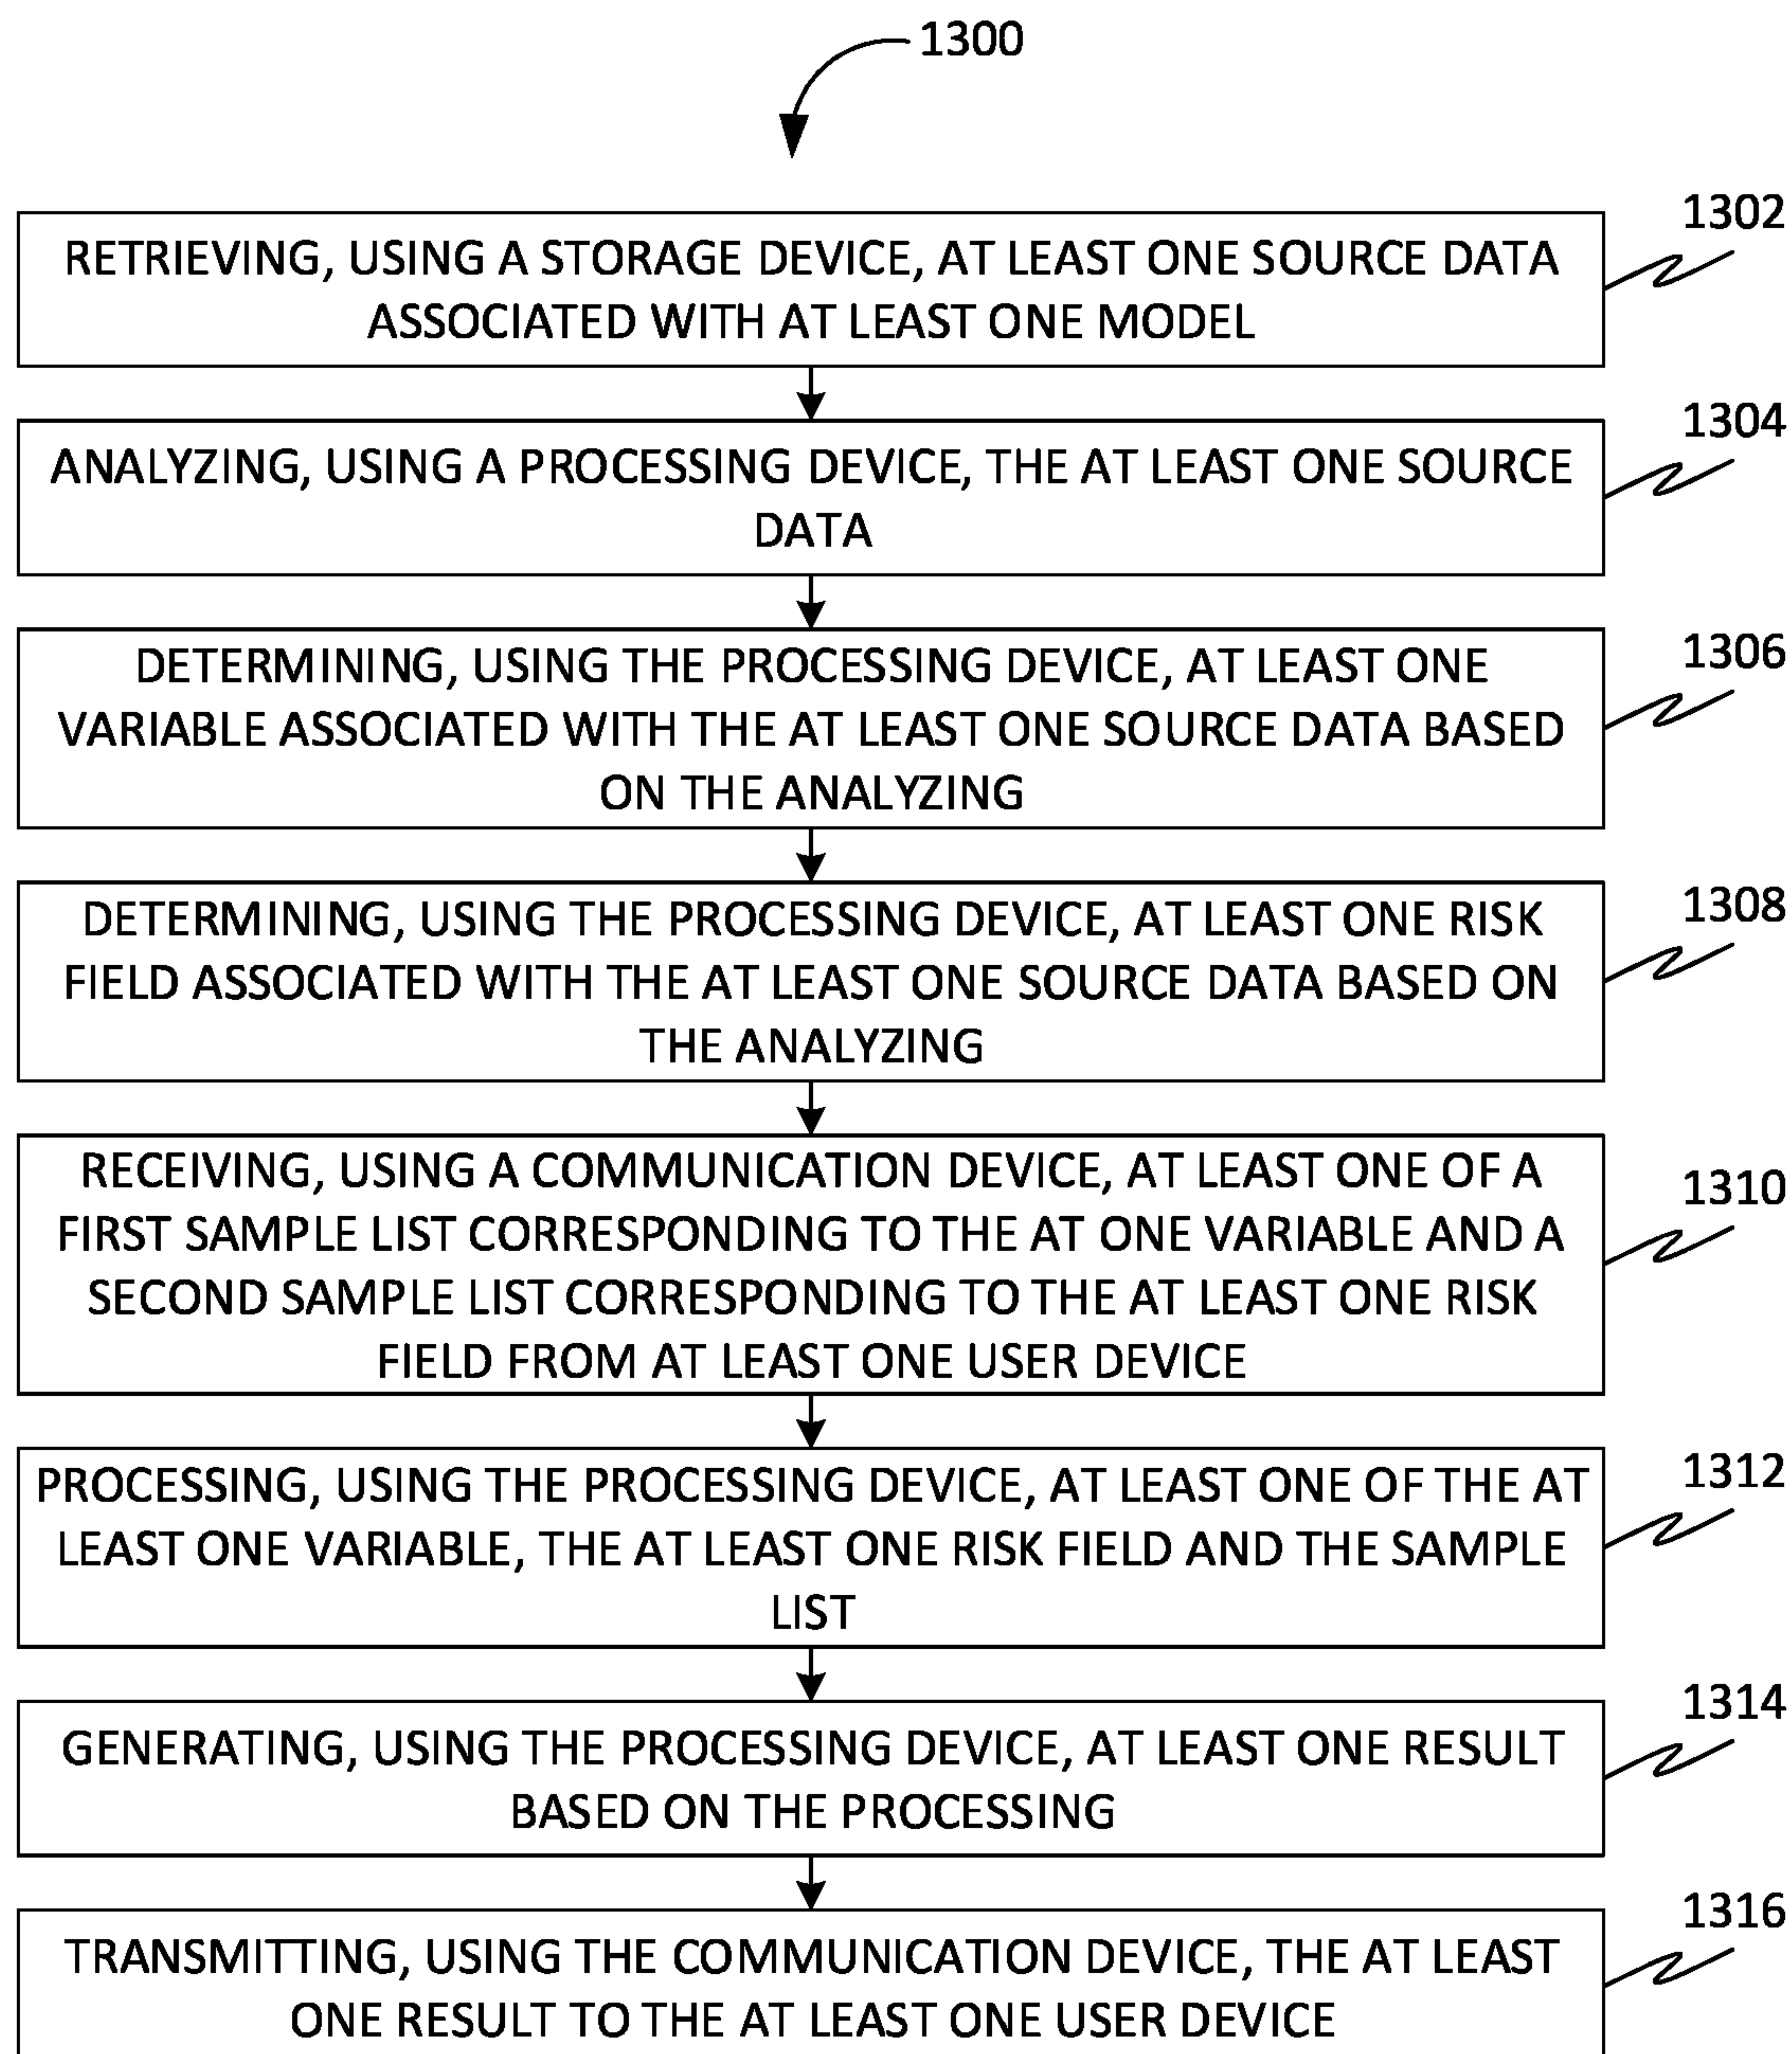 1300
1302
RETRIEVING, USING A STORAGE DEVICE, AT LEAST ONE SOURCE DATA
ASSOCIATED WITH AT LEAST ONE MODEL
1304
ANALYZING, USING A PROCESSING DEVICE, THE AT LEAST ONE SOURCE
DATA
1306
DETERMINING, USING THE PROCESSING DEVICE, AT LEAST ONE
VARIABLE ASSOCIATED WITH THE AT LEAST ONE SOURCE DATA BASED
ON THE ANALYZING
1308
DETERMINING, USING THE PROCESSING DEVICE, AT LEAST ONE RISK
FIELD ASSOCIATED WITH THE AT LEAST ONE SOURCE DATA BASED ON
THE ANALYZING
1310
RECEIVING, USING A COMMUNICATION DEVICE, AT LEAST ONE OF A
FIRST SAMPLE LIST CORRESPONDING TO THE AT ONE VARIABLE AND A
SECOND SAMPLE LIST CORRESPONDING TO THE AT LEAST ONE RISK
FIELD FROM AT LEAST ONE USER DEVICE
1312
PROCESSING, USING THE PROCESSING DEVICE, AT LEAST ONE OF THE AT
LEAST ONE VARIABLE, THE AT LEAST ONE RISK FIELD AND THE SAMPLE
LIST
1314
GENERATING, USING THE PROCESSING DEVICE, AT LEAST ONE RESULT
BASED ON THE PROCESSING
1316
TRANSMITTING, USING THE COMMUNICATION DEVICE, THE AT LEAST
ONE RESULT TO THE AT LEAST ONE USER DEVICE